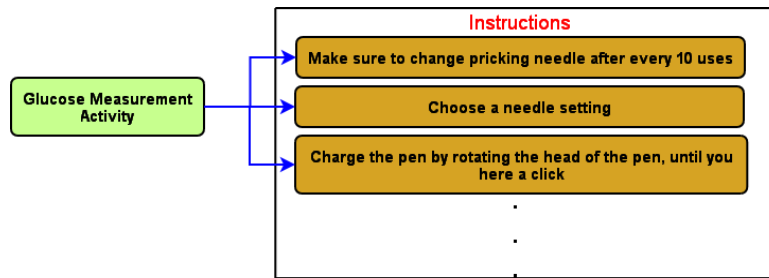 Instructions
Make sure to change pricking needle after every 10 uses
Glucose Measurement
Activity
Choose a needle setting
Charge the pen by rotating the head of the pen, until you
here a click
.
.
.